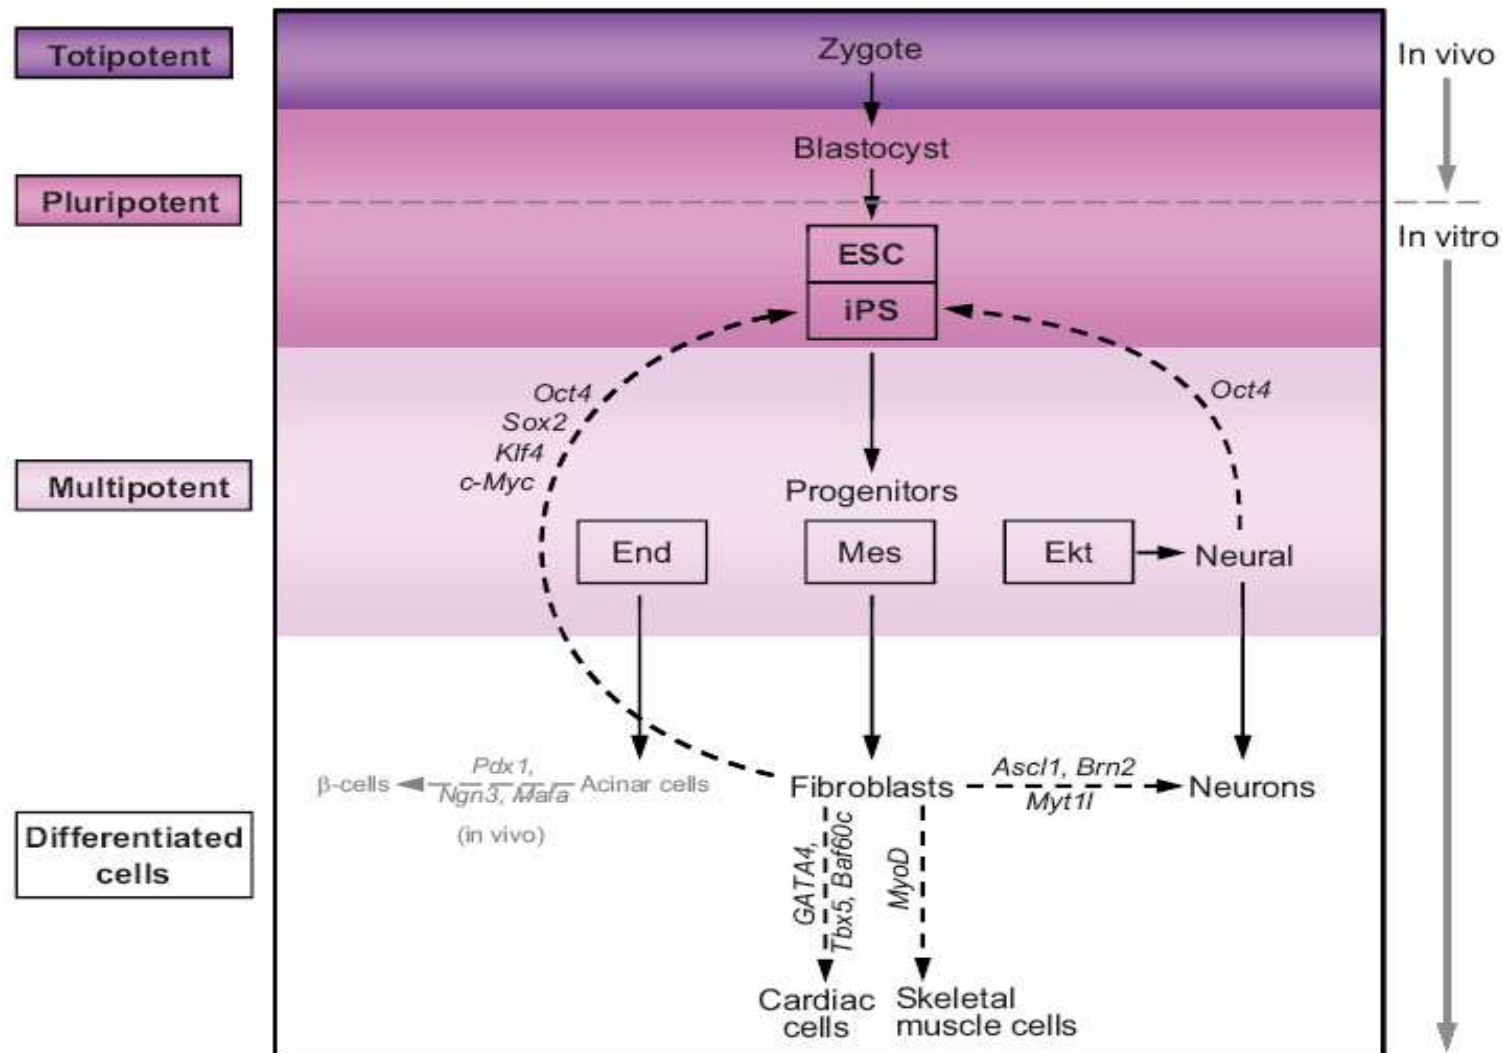 Totipotent
Zygote
In vivo
Blastocyst
Pluripotent
In vitro
ESC
iPS
Oct4
Sox2
Klf4
c-Myc
Oct4
Multipotent
Progenitors
End
Mes
Ekt
Neural
β-cells
Pdx1,
Ngn3, Mafa
(in vivo)
Acinar cells
Fibroblasts
Ascl1, Brn2
Myt1l
Neurons
Differentiated
cells
GATA4,
Tbx5, Baf60c
MyoD
Cardiac
cells
Skeletal
muscle cells